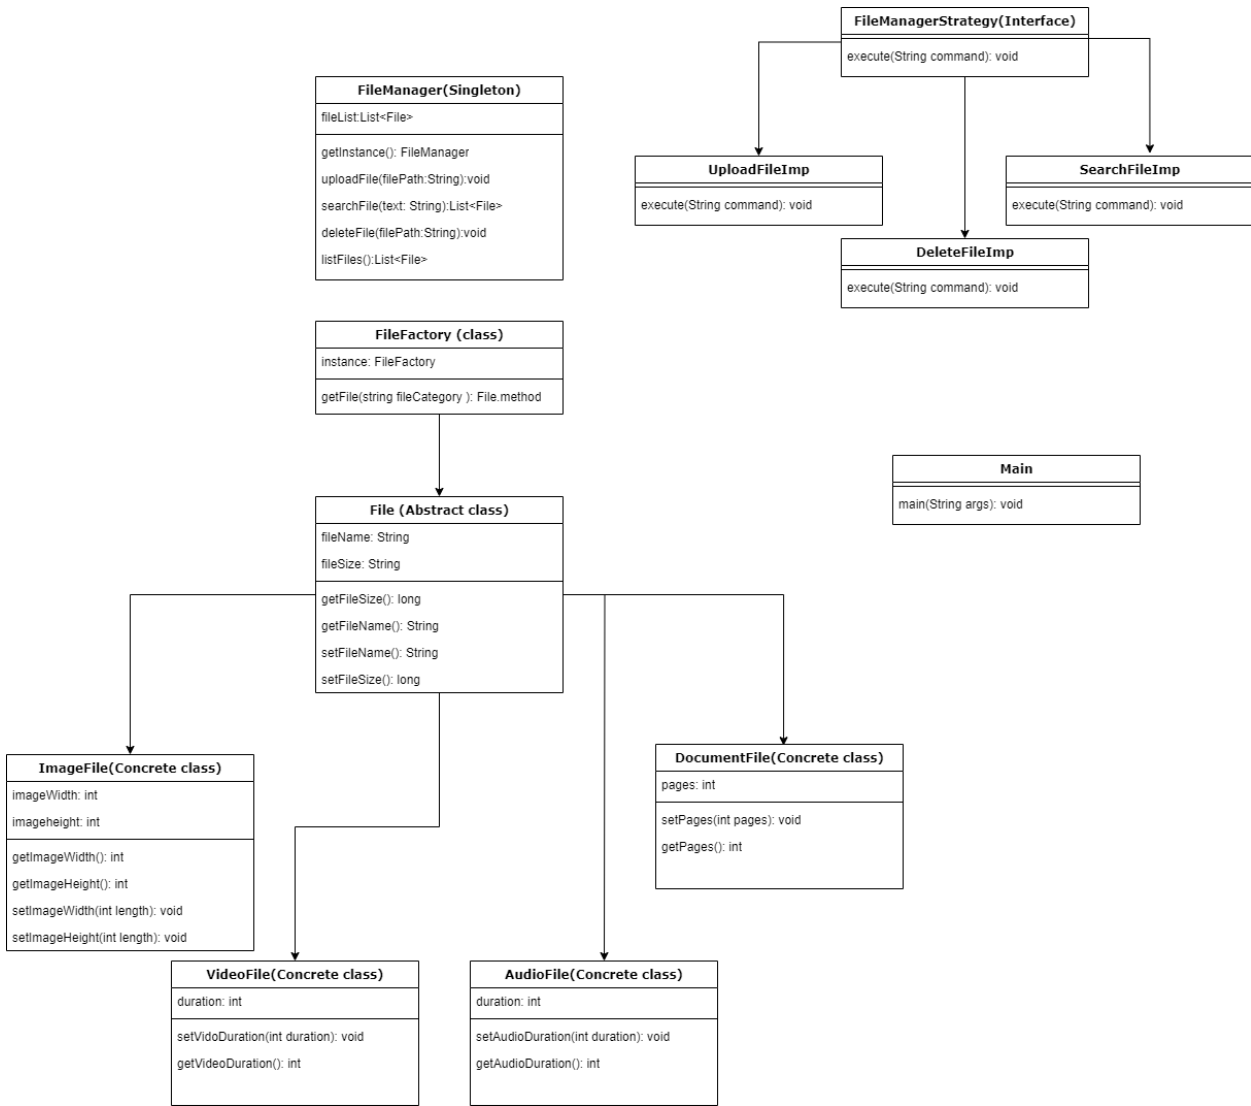 FileManagerStrategy(Interface)
execute(String command): void
FileManager(Singleton)
fileList:List<File>
getInstance(): FileManager
uploadFile(filePath:String):void
searchFile(text: String):List<File>
deleteFile(filePath:String):void
listFiles():List<File>
UploadFileImp
execute(String command): void
SearchFileImp
execute(String command): void
DeleteFileImp
execute(String command): void
FileFactory (class)
instance: FileFactory
getFile(string fileCategory ): File.method
Main
main(String args): void
File (Abstract class)
fileName: String
fileSize: String
getFileSize(): long
getFileName(): String
setFileName(): String
setFileSize(): long
ImageFile(Concrete class)
imageWidth: int
imageheight: int
getImageWidth(): int
getImageHeight(): int
setImageWidth(int length): void
setImageHeight(int length): void
DocumentFile(Concrete class)
pages: int
setPages(int pages): void
getPages(): int
VideoFile(Concrete class)
duration: int
setVidoDuration(int duration): void
getVideoDuration(): int
AudioFile(Concrete class)
duration: int
setAudioDuration(int duration): void
getAudioDuration(): int